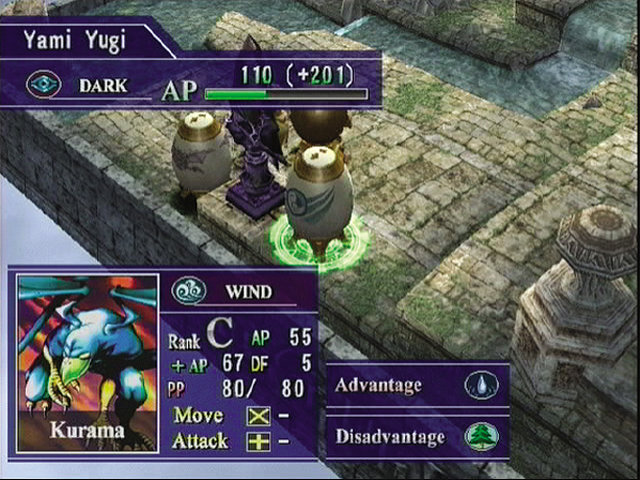 Yami Yugi
DARK
AP 110 (+201)
WIND
Rank C AP 55
+AP 67 DF 5
PP 80/ 80
Move -
Attack -
Kurama
Advantage
Disadvantage